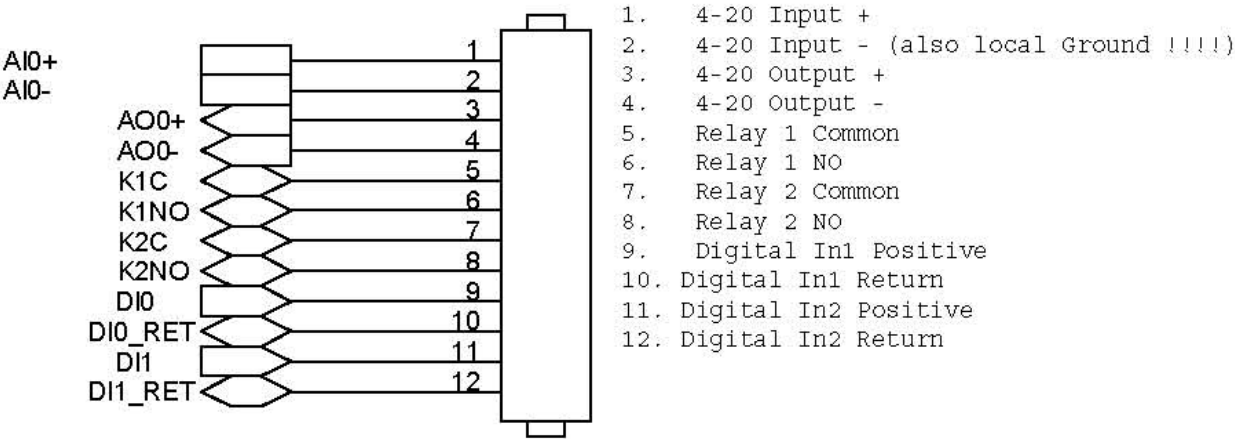 AI0+
AI0-
AO0+
AO0-
K1C
K1NO
K2C
K2NO
DI0
DI0_RET
DI1
DI1_RET
1
2
3
4
5
6
7
8
9
10
11
12
1. 4-20 Input +
2. 4-20 Input - (also local Ground !!!!)
3. 4-20 Output +
4. 4-20 Output -
5. Relay 1 Common
6. Relay 1 NO
7. Relay 2 Common
8. Relay 2 NO
9. Digital In1 Positive
10. Digital In1 Return
11. Digital In2 Positive
12. Digital In2 Return